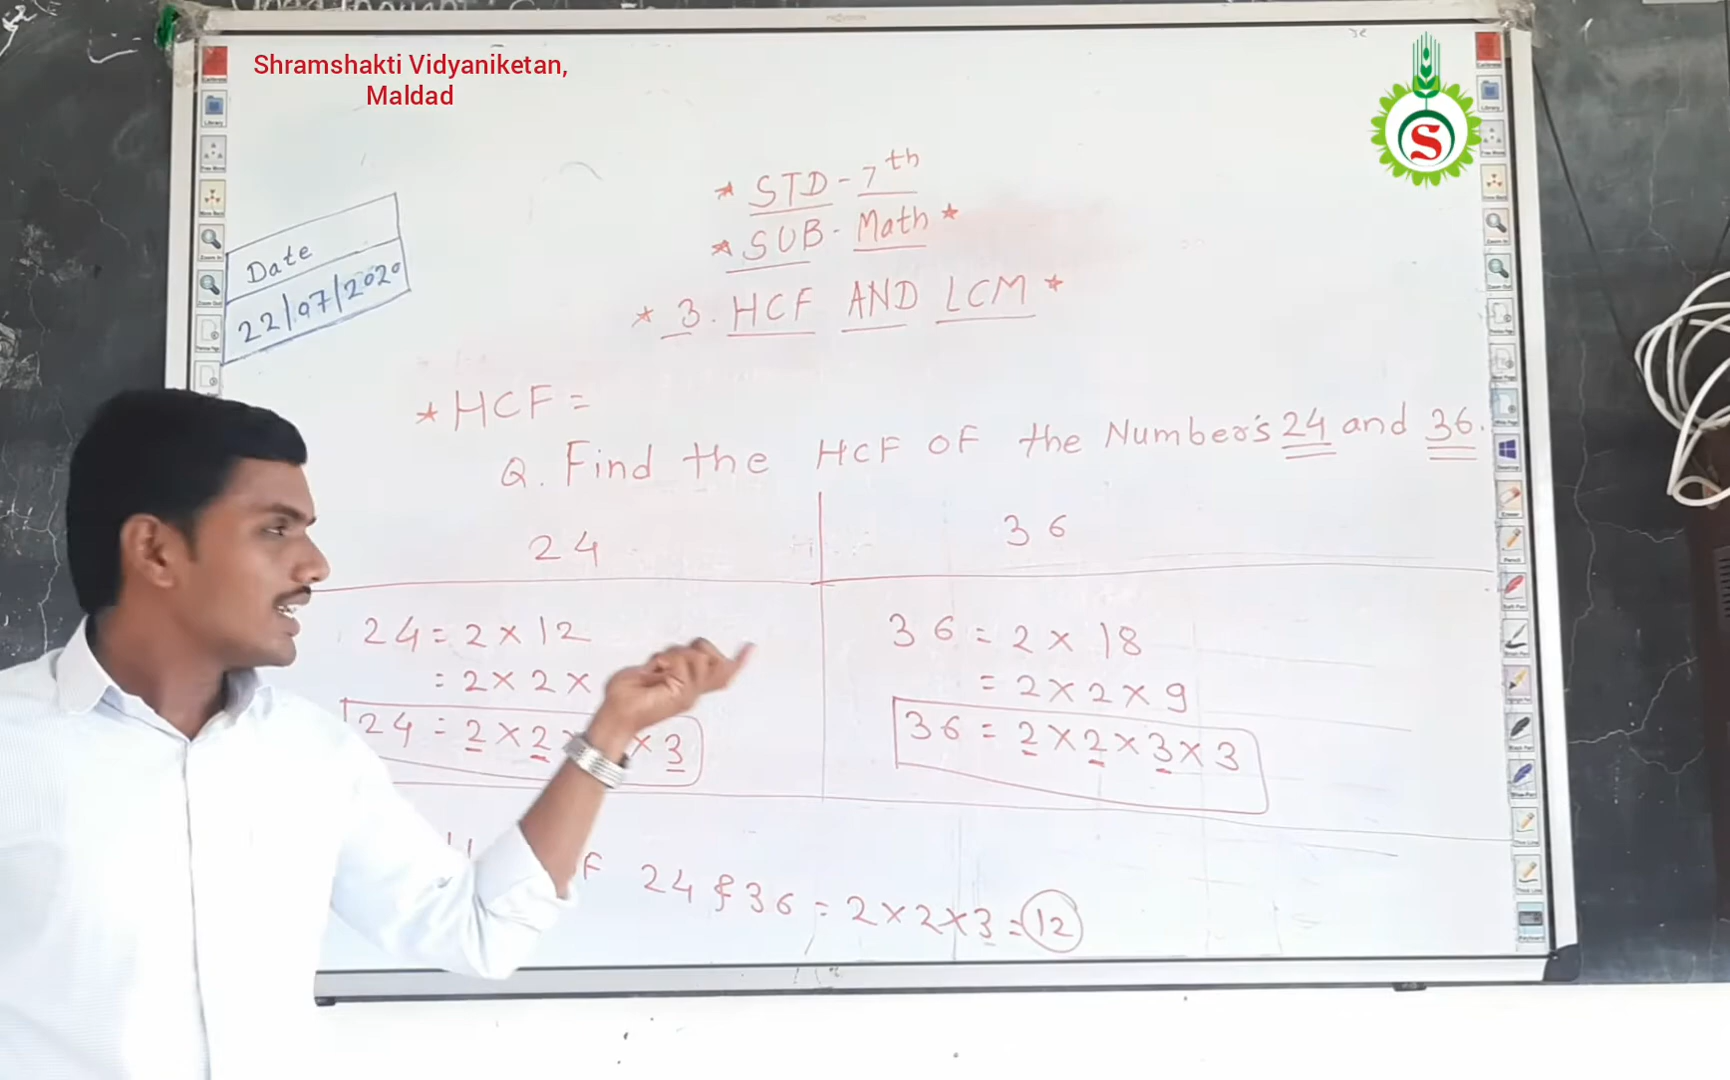 Shramshakti Vidyaniketan,
Maldad
S
Date
22/07/2020
* STD - 7th
* SUB - Math *
* 3. HCF AND LCM *
* HCF =
Q. Find the HCF OF the Number's 24 and 36.
24
36
24 = 2 × 12
= 2 × 2 ×
24 = 2 × 2 × × 3
36 = 2 × 18
= 2 × 2 × 9
36 = 2 × 2 × 3 × 3
F 24 & 36 = 2 × 2 × 3 = 12